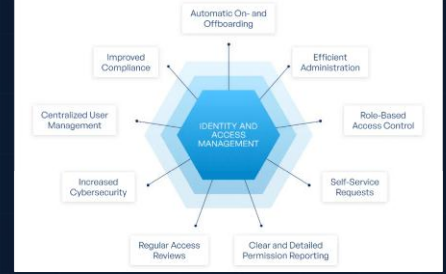 Automatic On- and
Offboarding
Improved
Compliance
Efficient
Administration
Centralized User
Management
IDENTITY AND
ACCESS
MANAGEMENT
Role-Based
Access Control
Increased
Cybersecurity
Self-Service
Requests
Regular Access
Reviews
Clear and Detailed
Permission Reporting